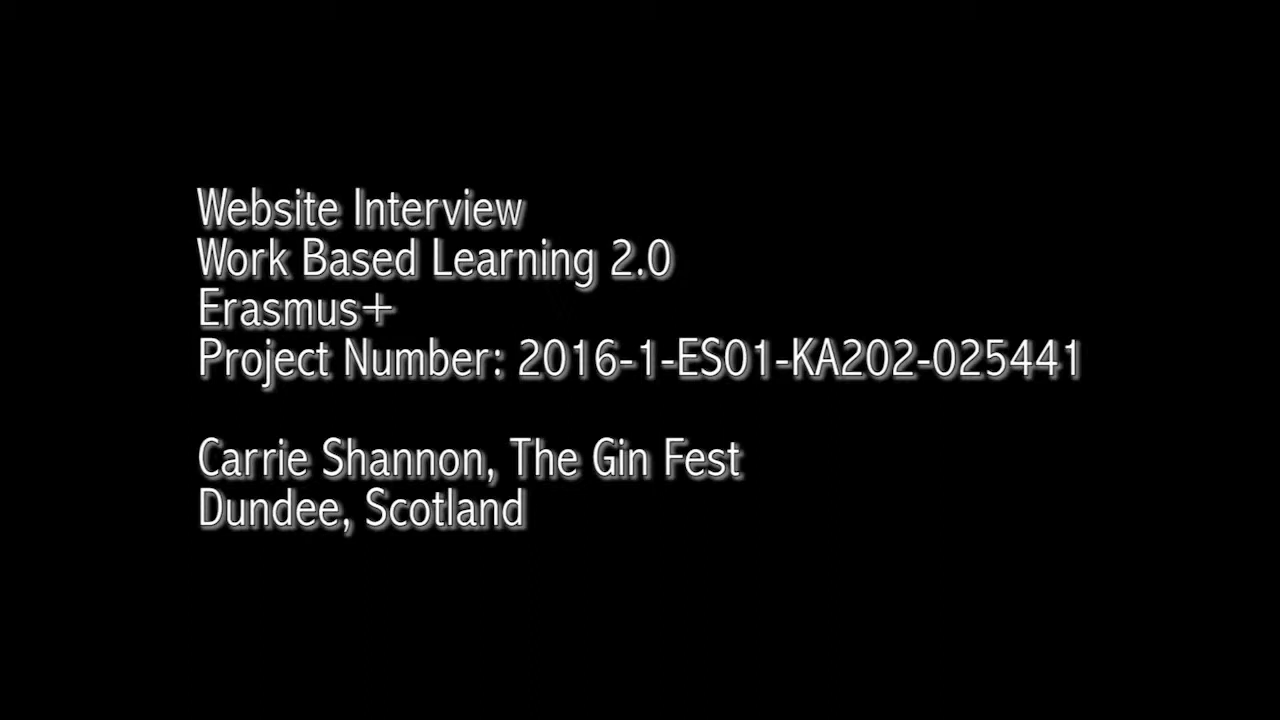 Website Interview
Work Based Learning 2.0
Erasmus+
Project Number: 2016-1-ES01-KA202-025441
Carrie Shannon, The Gin Fest
Dundee, Scotland